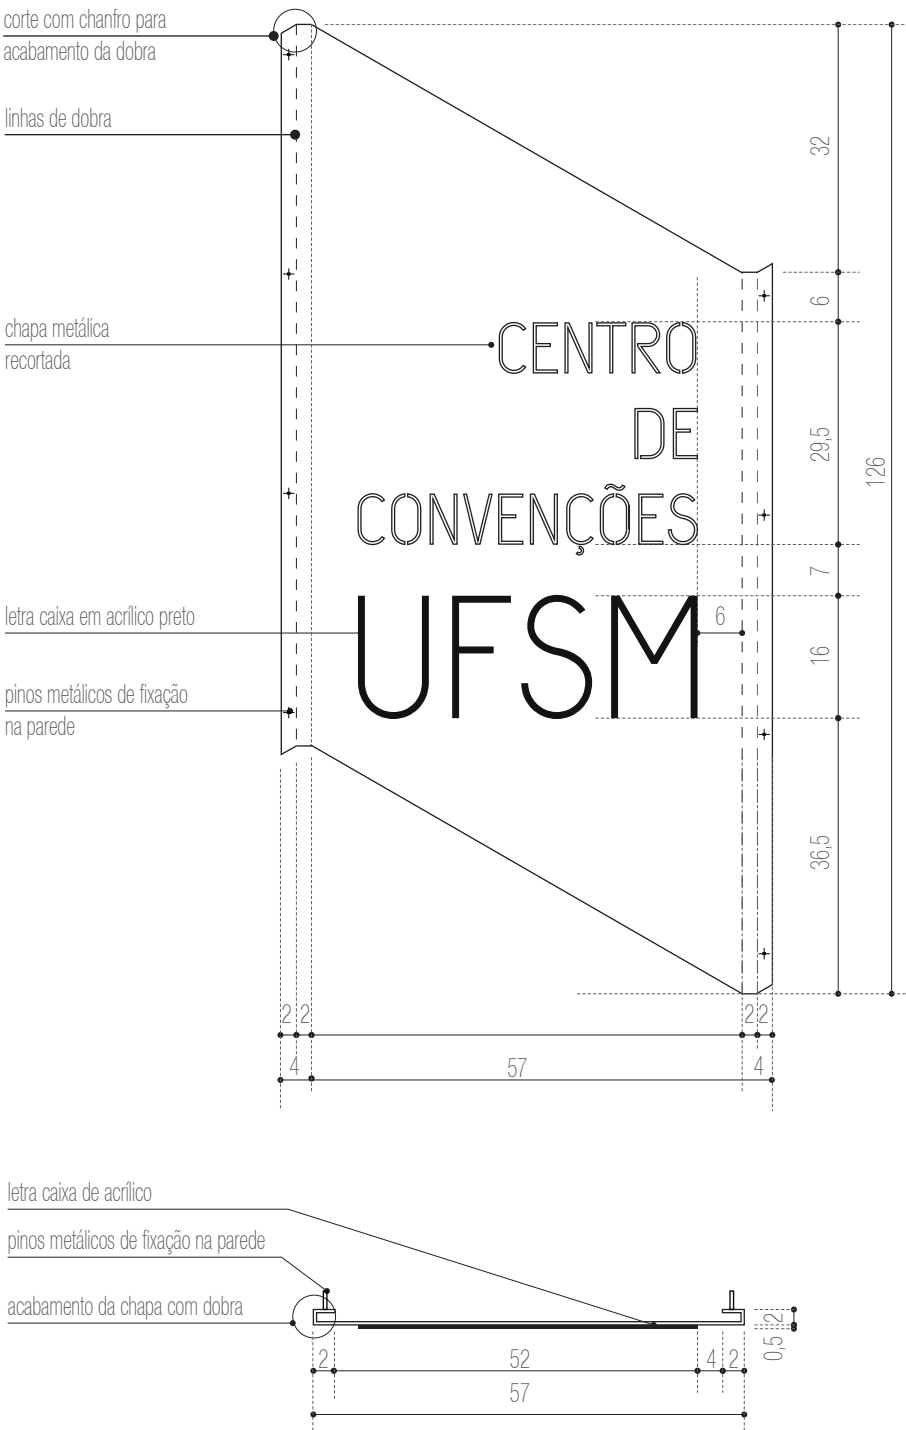 corte com chanfro para
acabamento da dobra
linhas de dobra
32
6
chapa metálica
recortada
CENTRO
DE
CONVENÇÕES
29,5
126
7
letra caixa em acrílico preto
UFSM
6
16
pinos metálicos de fixação
na parede
36,5
2 2
2 2
4
57
4
letra caixa de acrílico
pinos metálicos de fixação na parede
acabamento da chapa com dobra
2
0,5
2
52
4
2
57